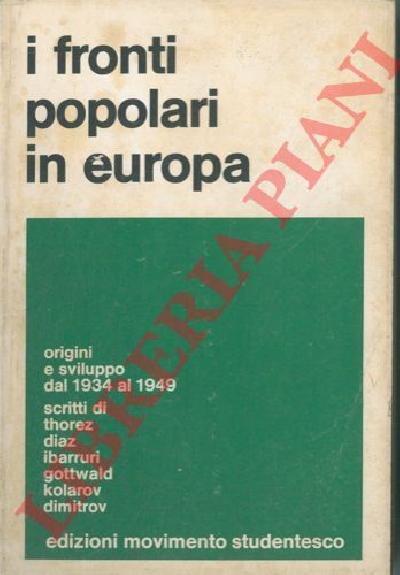 i fronti
popolari
in europa
origini
e sviluppo
dal 1934 al 1949
scritti di
thorez
diaz
ibarruri
gottwald
kolarov
dimitrov
edizioni movimento studentesco
LIBRERIA PIANI